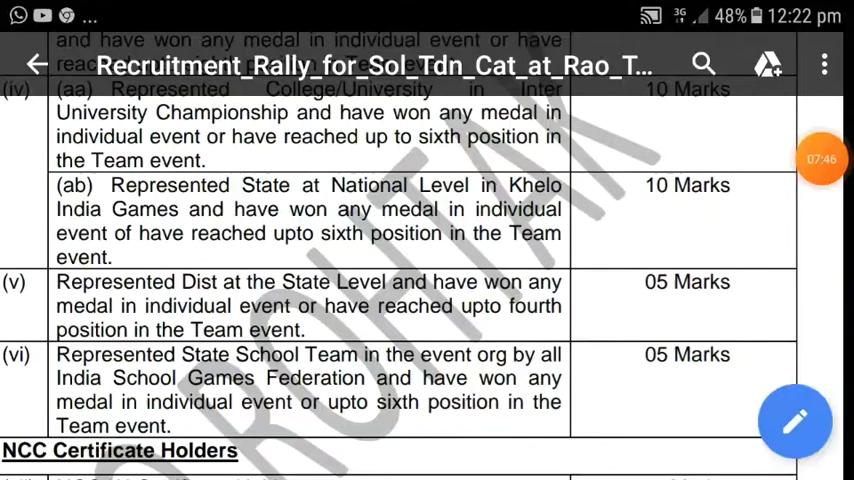 ... 3G 48% 12:22 pm
and have won any medal in individual event or have
Recruitment_Rally_for_Sol_Tdn_Cat_at_Rao_T...
(iv) (aa) Represented College/University in Inter 10 Marks
University Championship and have won any medal in
individual event or have reached up to sixth position in
the Team event.
07:46
(ab) Represented State at National Level in Khelo 10 Marks
India Games and have won any medal in individual
event of have reached upto sixth position in the Team
event.
(v) Represented Dist at the State Level and have won any 05 Marks
medal in individual event or have reached upto fourth
position in the Team event.
(vi) Represented State School Team in the event org by all 05 Marks
India School Games Federation and have won any
medal in individual event or upto sixth position in the
Team event.
NCC Certificate Holders
ROHTAK